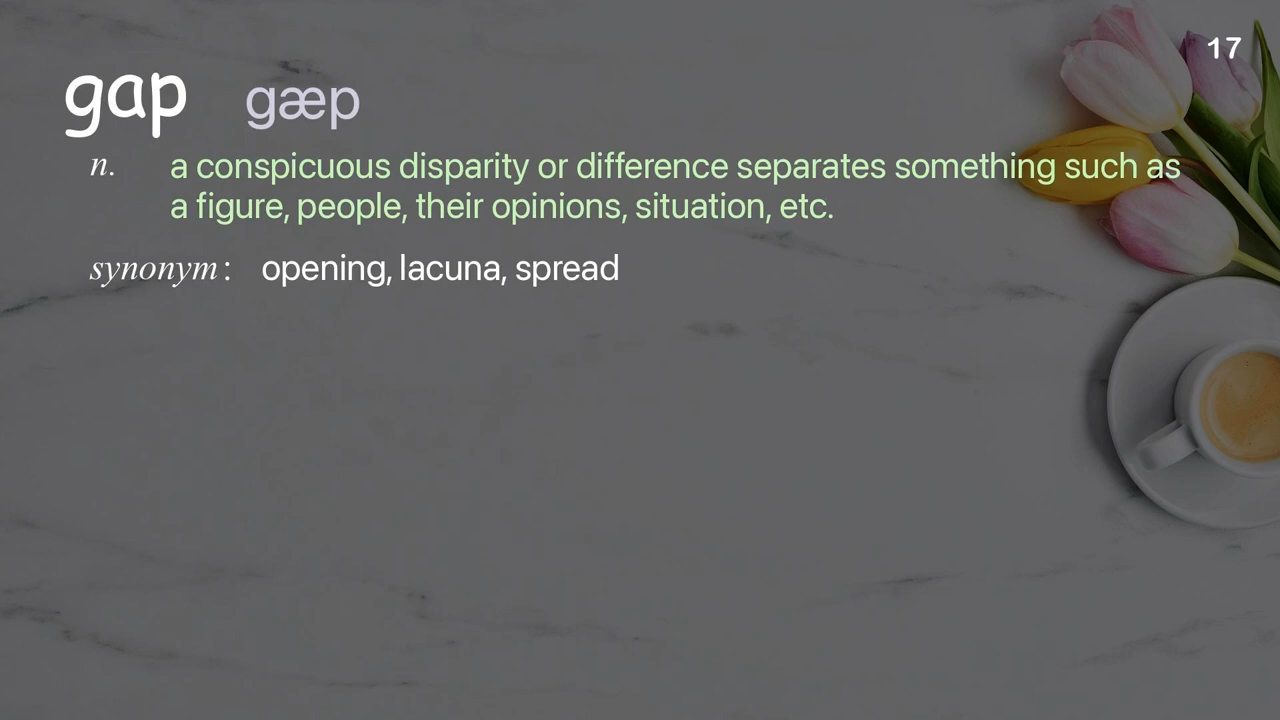 17
gap gæp
n. a conspicuous disparity or difference separates something such as
a figure, people, their opinions, situation, etc.
synonym : opening, lacuna, spread